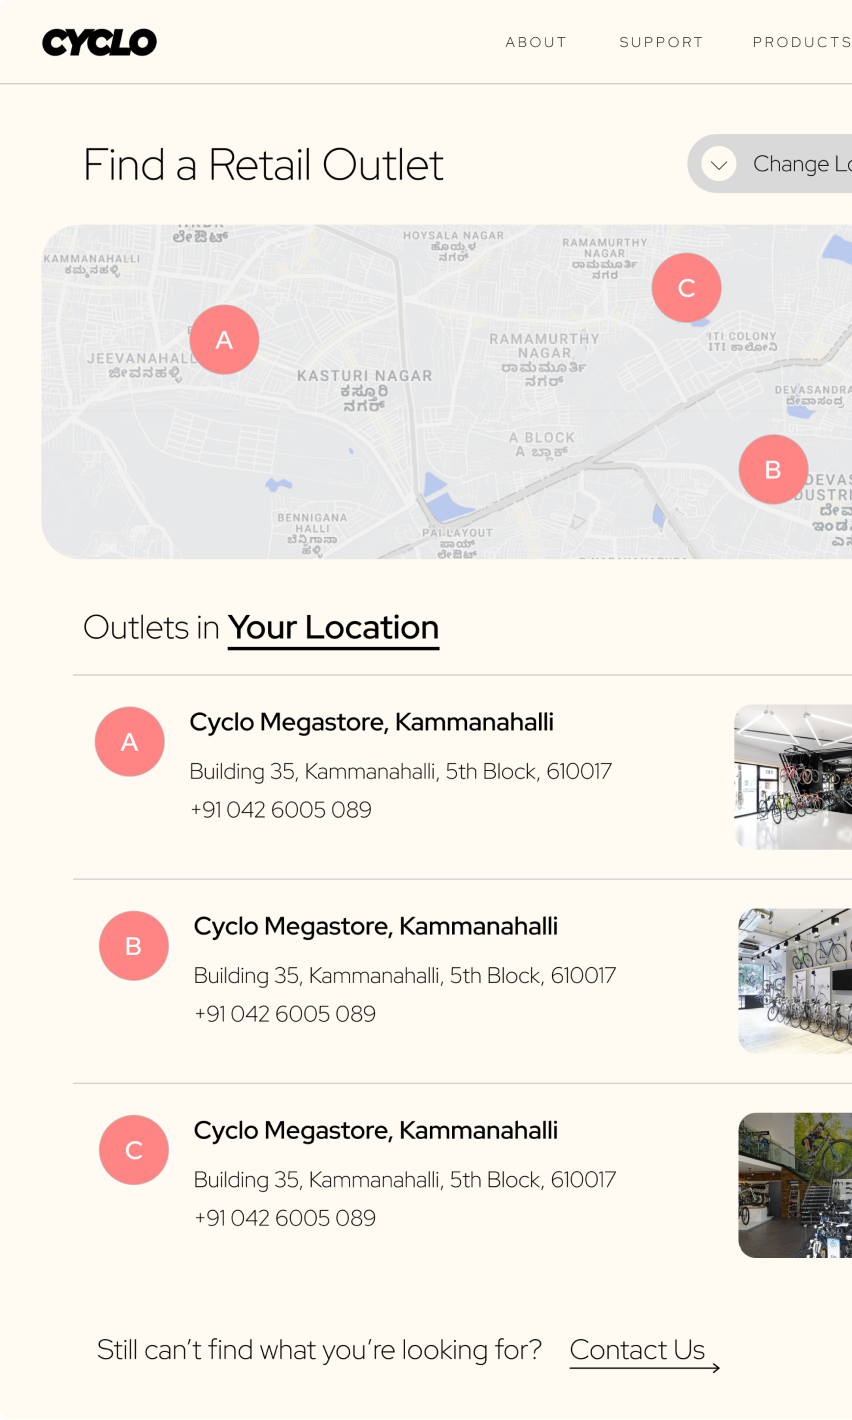 CYCLO
ABOUT SUPPORT PRODUCTS
Find a Retail Outlet
Change Lo
ಲೇಔಟ್
HOYSALA NAGAR
ಹೊಯ್ಸಳ
ನಗರ್
KAMMANAHALLI
ಕಮ್ಮನಹಳ್ಳಿ
RAMAMURTHY
NAGAR
ರಾಮಮೂರ್ತಿ
ನಗರ
C
A
ITI COLONY
ITI ಕಾಲೋನಿ
JEEVANAHALL
ಜೀವನಹಳ್ಳಿ
RAMAMURTHY
NAGAR
ರಾಮಮೂರ್ತಿ
ನಗರ್
KASTURI NAGAR
ಕಸ್ತೂರಿ
ನಗರ್
DEVASANDRA
ದೇವಸಂದ್ರ
A BLOCK
A ಬ್ಲಾಕ್
B
DEVAS
DUSTRI
ದೇವ
ಇಂಡ
ಎಸ
BENNIGANA
HALLI
ಬೆನ್ನಿಗಾನಾ
ಹಳ್ಳಿ
PAI LAYOUT
ಪಾಯ್
ಲೇಔಟ್
Outlets in Your Location
A
Cyclo Megastore, Kammanahalli
Building 35, Kammanahalli, 5th Block, 610017
+91 042 6005 089
B
Cyclo Megastore, Kammanahalli
Building 35, Kammanahalli, 5th Block, 610017
+91 042 6005 089
C
Cyclo Megastore, Kammanahalli
Building 35, Kammanahalli, 5th Block, 610017
+91 042 6005 089
Still can’t find what you’re looking for? Contact Us